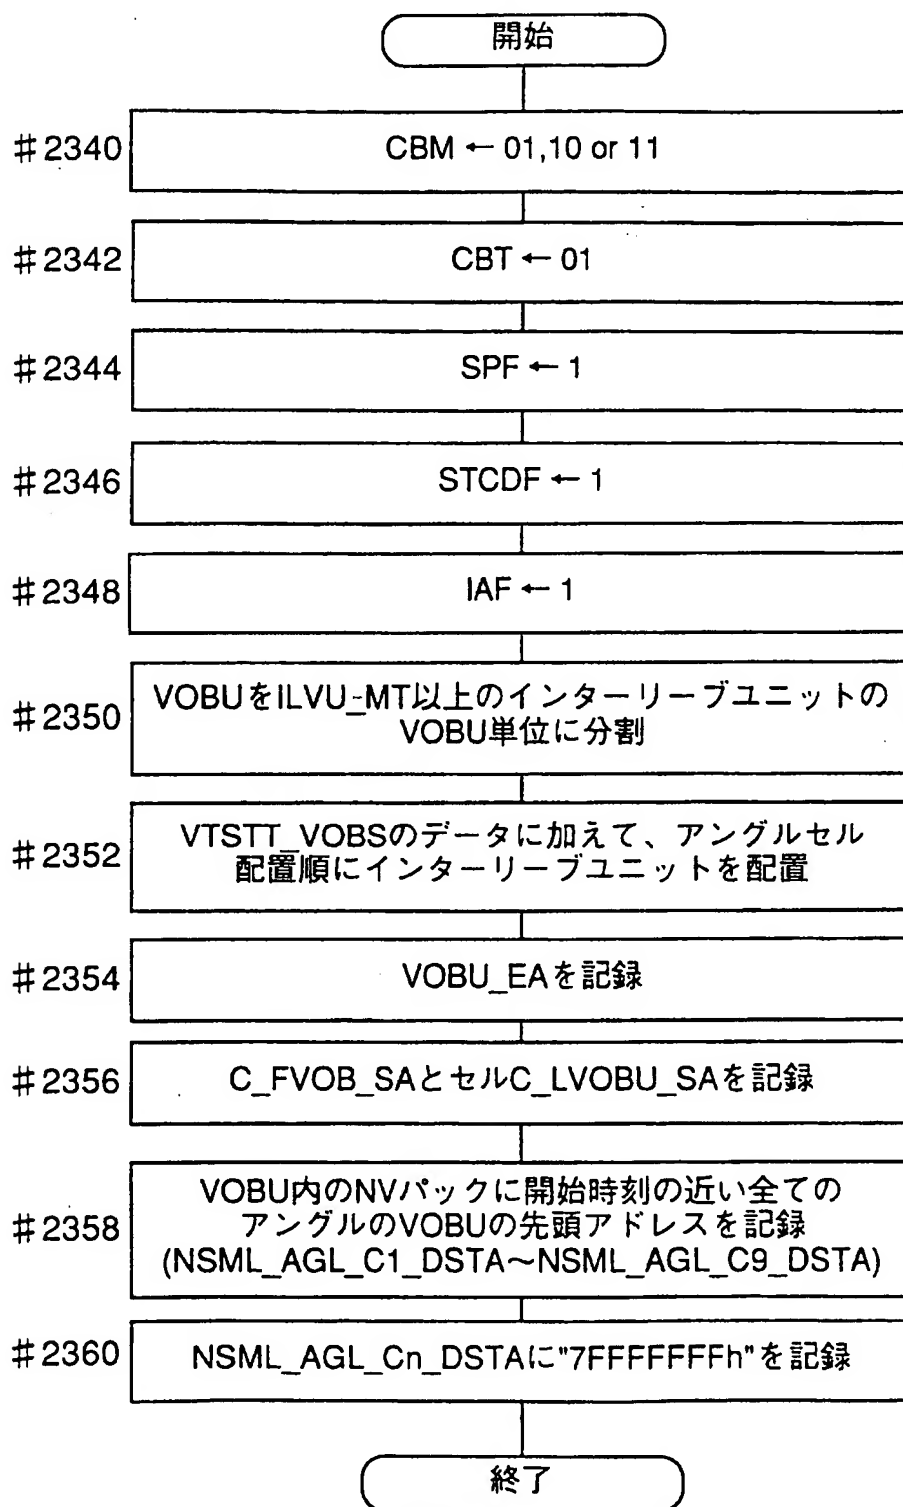 開始
#2340
CBM ← 01,10 or 11
#2342
CBT ← 01
#2344
SPF ← 1
#2346
STCDF ← 1
#2348
IAF ← 1
#2350
VOBUをILVU_MT以上のインターリーブユニットの
VOBU単位に分割
#2352
VTSTT_VOBSのデータに加えて、アングルセル
配置順にインターリーブユニットを配置
#2354
VOBU_EAを記録
#2356
C_FVOB_SAとセルC_LVOBU_SAを記録
#2358
VOBU内のNVパックに開始時刻の近い全ての
アングルのVOBUの先頭アドレスを記録
(NSML_AGL_C1_DSTA～NSML_AGL_C9_DSTA)
#2360
NSML_AGL_Cn_DSTAに"7FFFFFFFh"を記録
終了